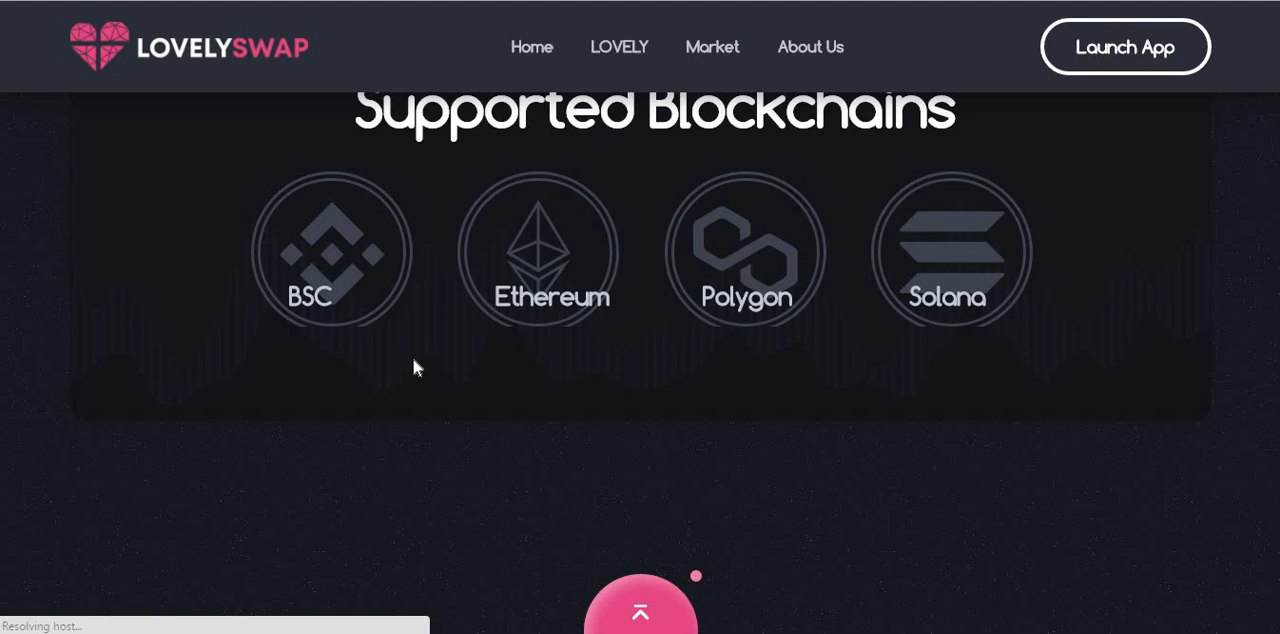 LOVELYSWAP
Home LOVELY Market About Us
Launch App
Supported Blockchains
BSC Ethereum Polygon Solana
Resolving host...